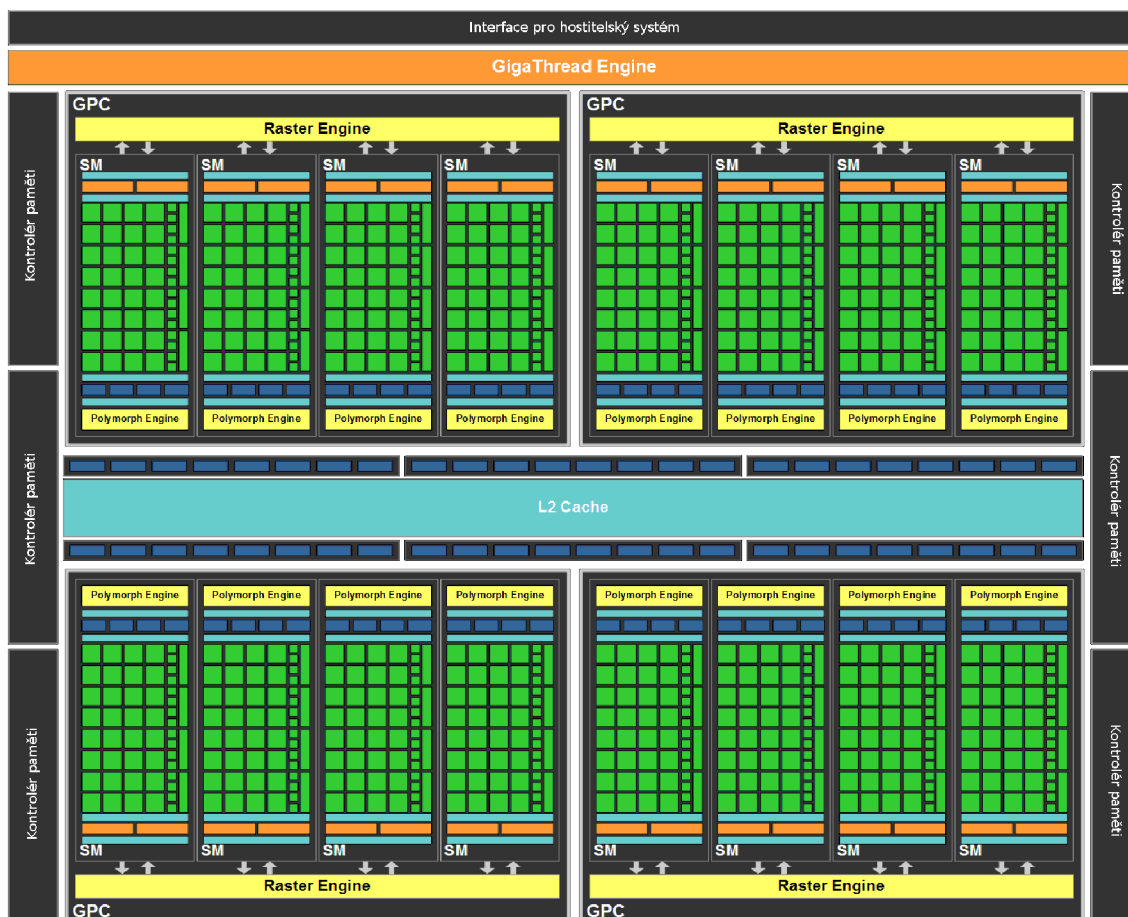 Interface pro hostitelský systém
GigaThread Engine
GPC
GPC
Raster Engine
Raster Engine
SM
SM
SM
SM
SM
SM
SM
SM
Kontrolér paměti
Kontrolér paměti
Polymorph Engine
Polymorph Engine
Polymorph Engine
Polymorph Engine
Polymorph Engine
Polymorph Engine
Polymorph Engine
Polymorph Engine
Kontrolér paměti
L2 Cache
Kontrolér paměti
Polymorph Engine
Polymorph Engine
Polymorph Engine
Polymorph Engine
Polymorph Engine
Polymorph Engine
Polymorph Engine
Polymorph Engine
Kontrolér paměti
Kontrolér paměti
SM
SM
SM
SM
SM
SM
SM
SM
Raster Engine
Raster Engine
GPC
GPC